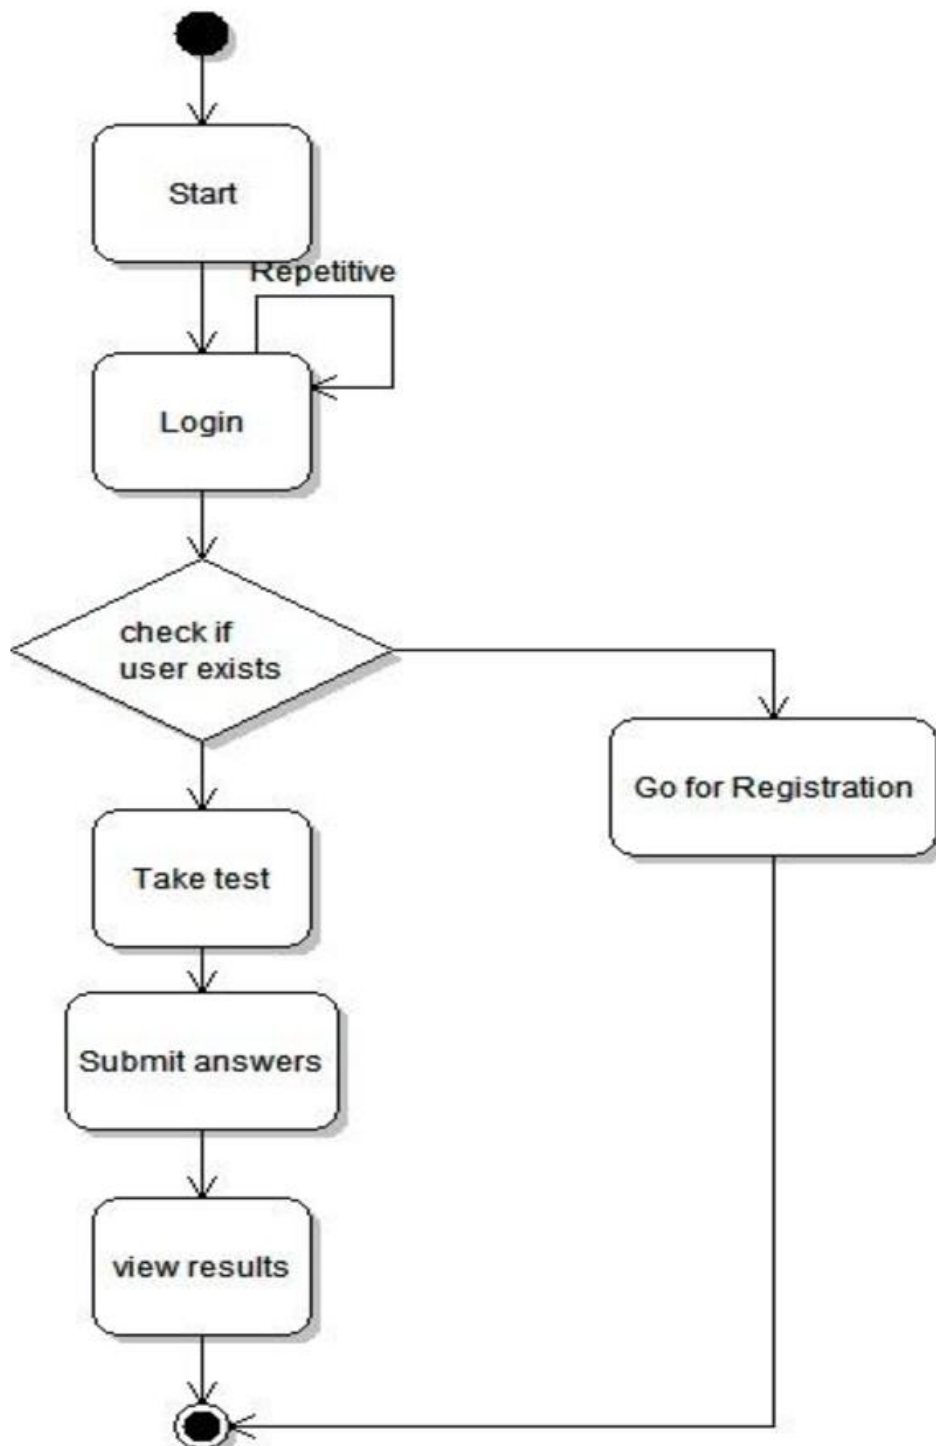 Start
Repetitive
Login
check if
user exists
Go for Registration
Take test
Submit answers
view results